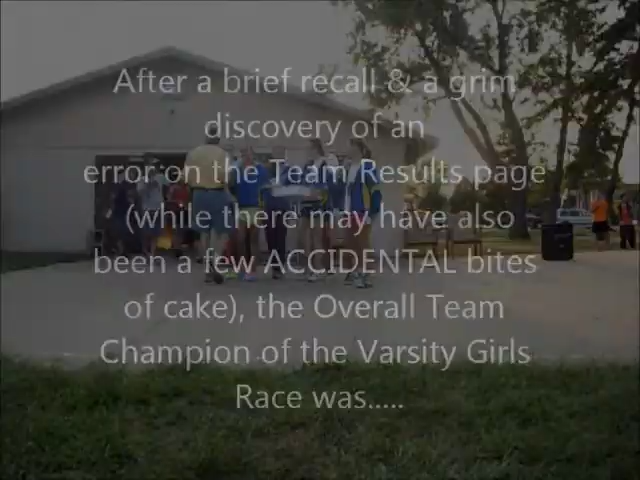 After a brief recall & a grim
discovery of an
error on the Team Results page
(while there may have also
been a few ACCIDENTAL bites
of cake), the Overall Team
Champion of the Varsity Girls
Race was.....